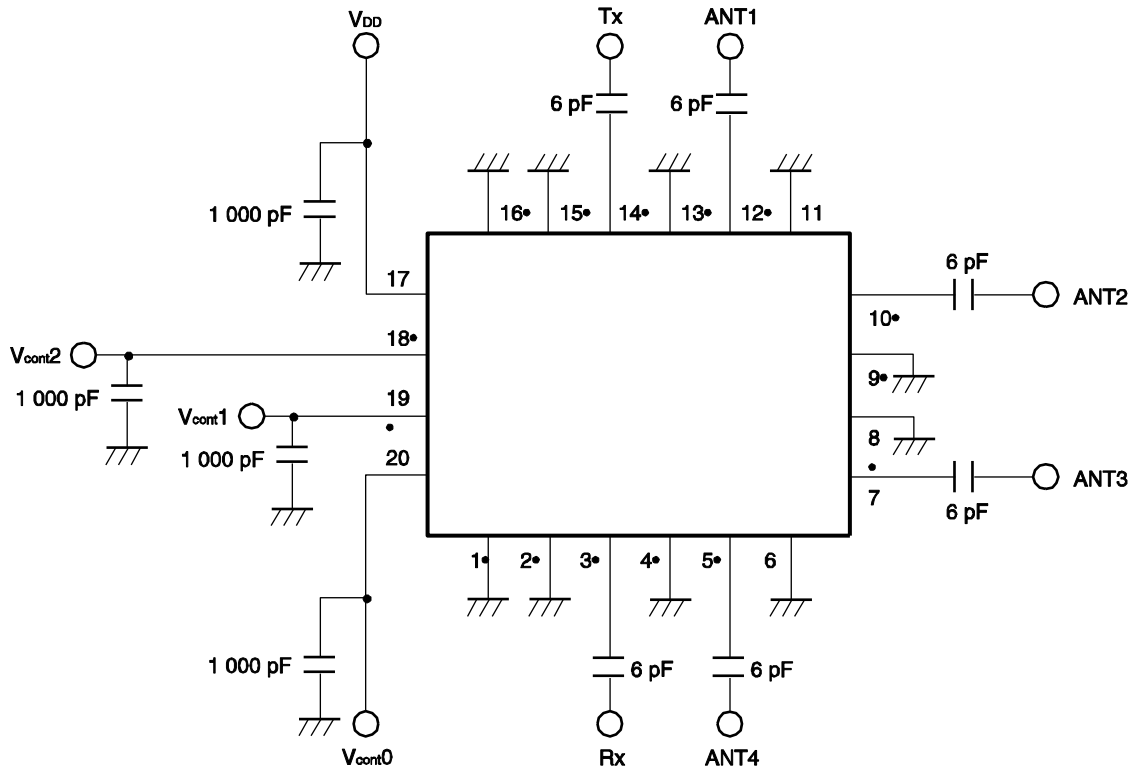 VDD
Tx
ANT1
6 pF
6 pF
1 000 pF
16•
15•
14•
13•
12•
11
17
6 pF
ANT2
10•
18•
Vcont2
1 000 pF
9•
19
Vcont1
•
8
1 000 pF
20
•
7
ANT3
6 pF
1•
2•
3•
4•
5•
6
1 000 pF
6 pF
6 pF
Vcont0
Rx
ANT4